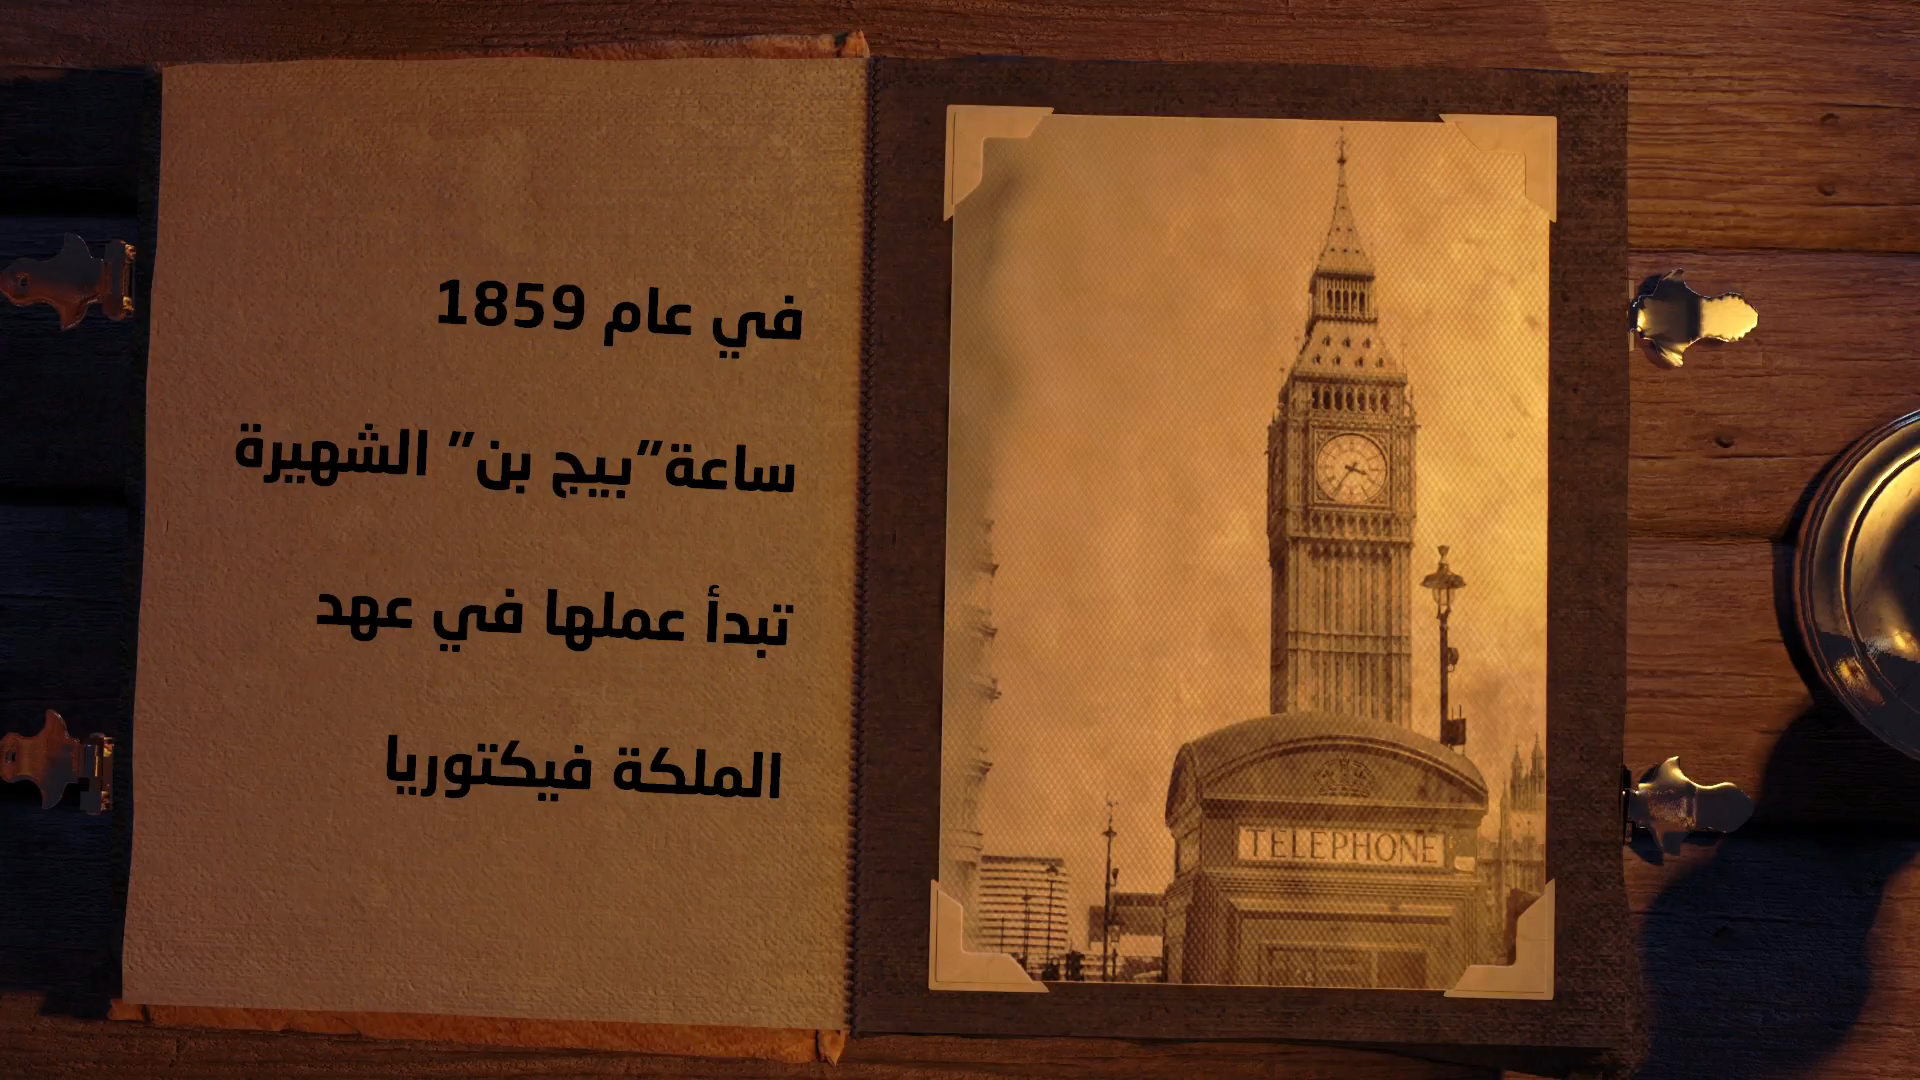 في عام 1859
ساعة”بيج بن” الشهيرة
تبدأ عملها في عهد
الملكة فيكتوريا
TELEPHONE